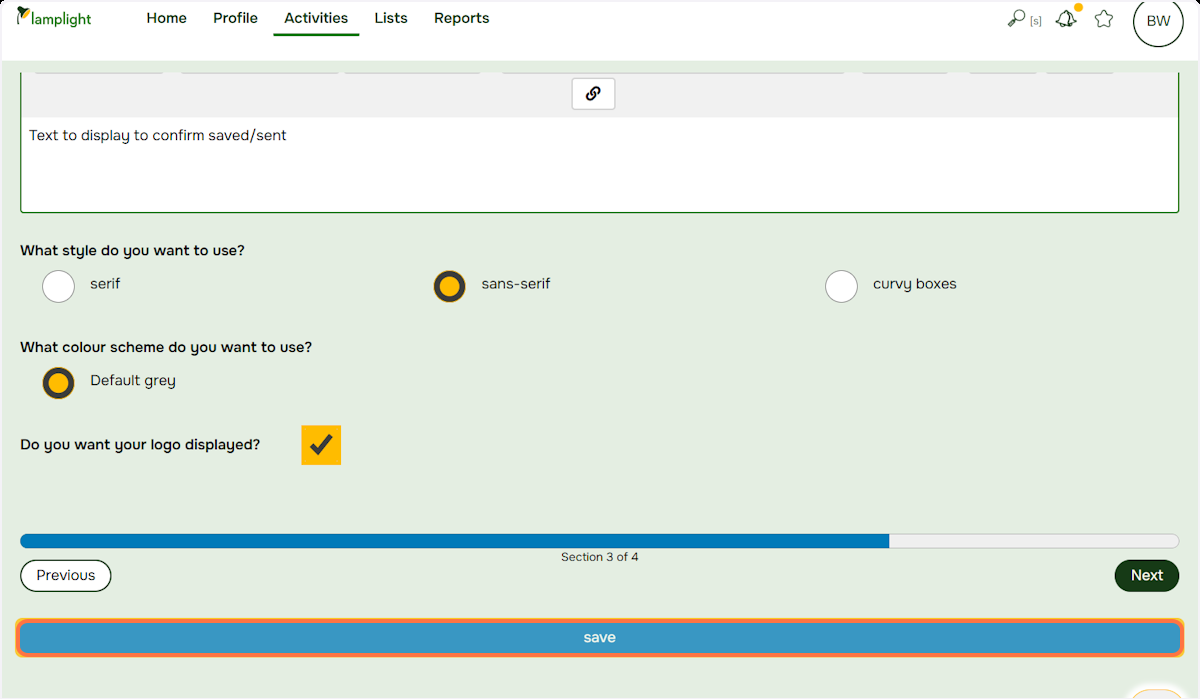 lamplight Home Profile Activities Lists Reports [s] BW
Text to display to confirm saved/sent
What style do you want to use?
serif sans-serif curvy boxes
What colour scheme do you want to use?
Default grey
Do you want your logo displayed?
Section 3 of 4
Previous Next
save